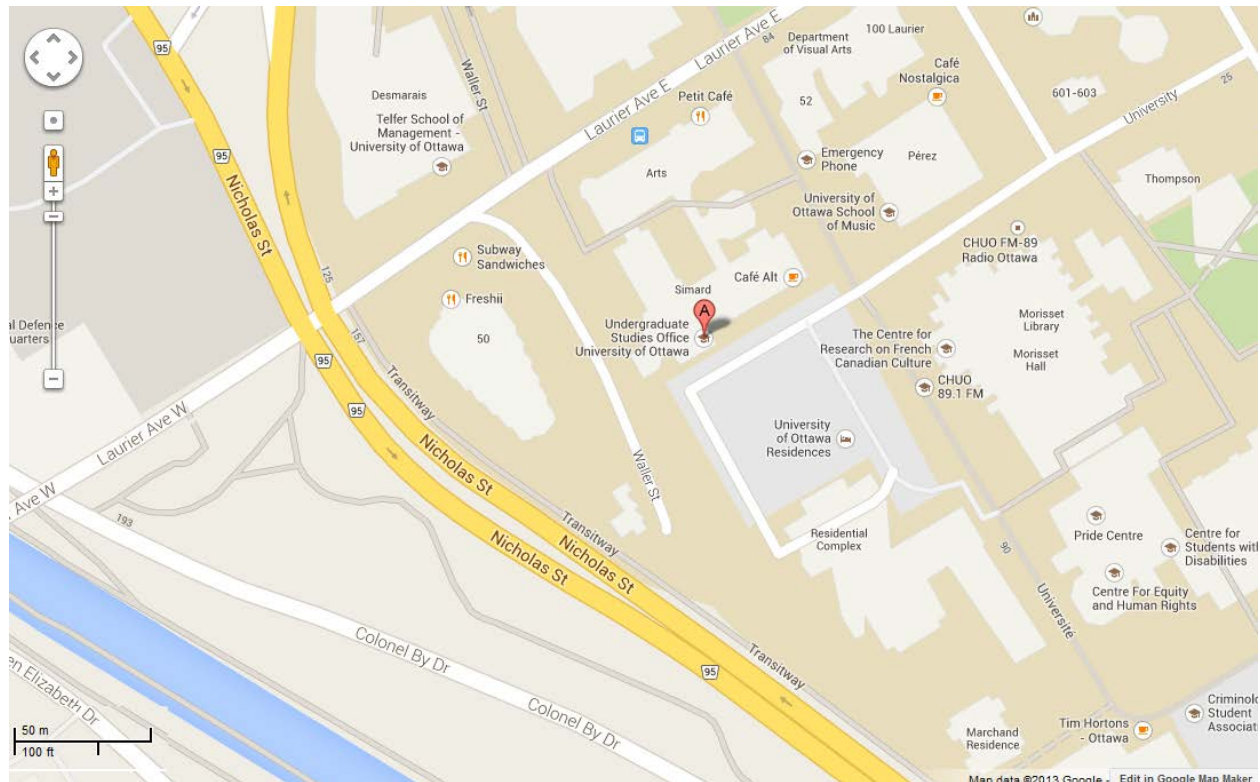 95
84
Department
of Visual Arts
100 Laurier
Laurier Ave E
Waller St
Café
Nostalgica
25
601-603
University
Desmarais
Petit Café
52
Laurier Ave E
Telfer School of
Management -
University of Ottawa
95
Nicholas St
Arts
Emergency
Phone
Pérez
Thompson
University of
Ottawa School
of Music
Subway
Sandwiches
CHUO FM-89
Radio Ottawa
125
Café Alt
Simard
Freshii
A
Undergraduate
Studies Office
University of Ottawa
50
157
al Defence
quarters
The Centre for
Research on French
Canadian Culture
Morisset
Library
Morisset
Hall
95
Transitway
CHUO
89.1 FM
95
Laurier Ave W
Nicholas St
University
of Ottawa
Residences
Waller St
Ave W
193
Transitway
Residential
Complex
Pride Centre
Centre for
Students with
Disabilities
90
Nicholas St
Nicholas St
Centre For Equity
and Human Rights
Université
Colonel By Dr
Transitway
95
en Elizabeth Dr
Colonel By Dr
50 m
100 ft
Marchand
Residence
Tim Hortons
- Ottawa
Criminolo
Student
Associat
Map data ©2013 Google -
Edit in Google Map Maker